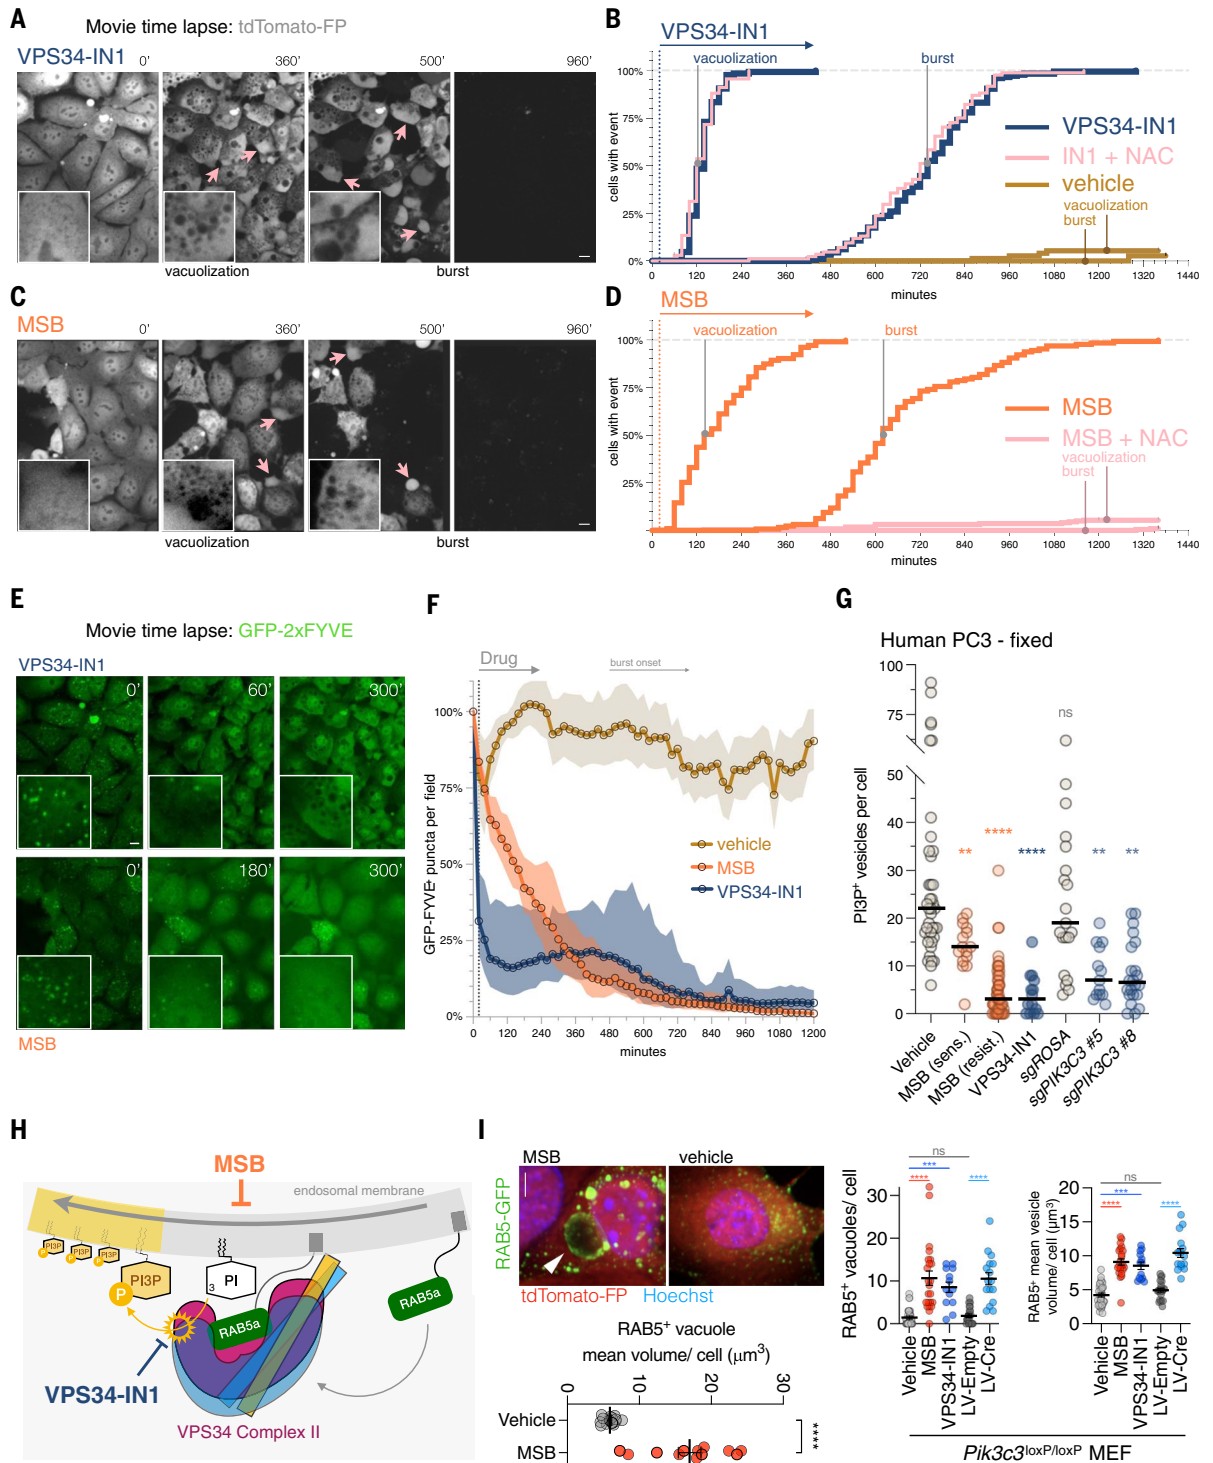 A
Movie time lapse: tdTomato-FP
VPS34-IN1
0’ 360’ 500’ 960’
vacuolization burst
B
VPS34-IN1
vacuolization burst
100%
75%
50%
25%
0%
cells with event
VPS34-IN1
IN1 + NAC
vehicle
vacuolization
burst
0 120 240 360 480 600 720 840 960 1080 1200 1320 1440
minutes
C
MSB
0’ 360’ 500’ 960’
vacuolization burst
D
MSB
vacuolization burst
100%
75%
50%
25%
0%
cells with event
MSB
MSB + NAC
vacuolization
burst
0 120 240 360 480 600 720 840 960 1080 1200 1320 1440
minutes
E
Movie time lapse: GFP-2xFYVE
VPS34-IN1
0’ 60’ 300’
0’ 180’ 300’
MSB
F
Drug
burst onset
100%
75%
50%
25%
0%
GFP-FYVE+ puncta per field
vehicle
MSB
VPS34-IN1
0 120 240 360 480 600 720 840 960 1080 1200
minutes
G
Human PC3 - fixed
100
75
50
40
30
20
10
0
PI3P+ vesicles per cell
** **** **** ns ** **
Vehicle
MSB (sens.)
MSB (resist.)
VPS34-IN1
sgROSA
sgPIK3C3 #5
sgPIK3C3 #8
H
MSB
endosomal membrane
PI3P PI3P PI3P
P P P
PI3P
P
3 PI
RAB5a
RAB5a
VPS34-IN1
VPS34 Complex II
I
MSB vehicle
RAB5-GFP
tdTomato-FP Hoechst
RAB5+ vacuole
mean volume/ cell (μm3)
0 10 20 30
Vehicle
MSB
****
RAB5+ vacuoles/ cell
30
20
10
0
ns
***
**** ****
Vehicle
MSB
VPS34-IN1
LV-Empty
LV-Cre
RAB5+ mean vesicle
volume/ cell (μm3)
20
15
10
5
0
ns
***
**** ****
Vehicle
MSB
VPS34-IN1
LV-Empty
LV-Cre
Pik3c3loxP/loxP MEF